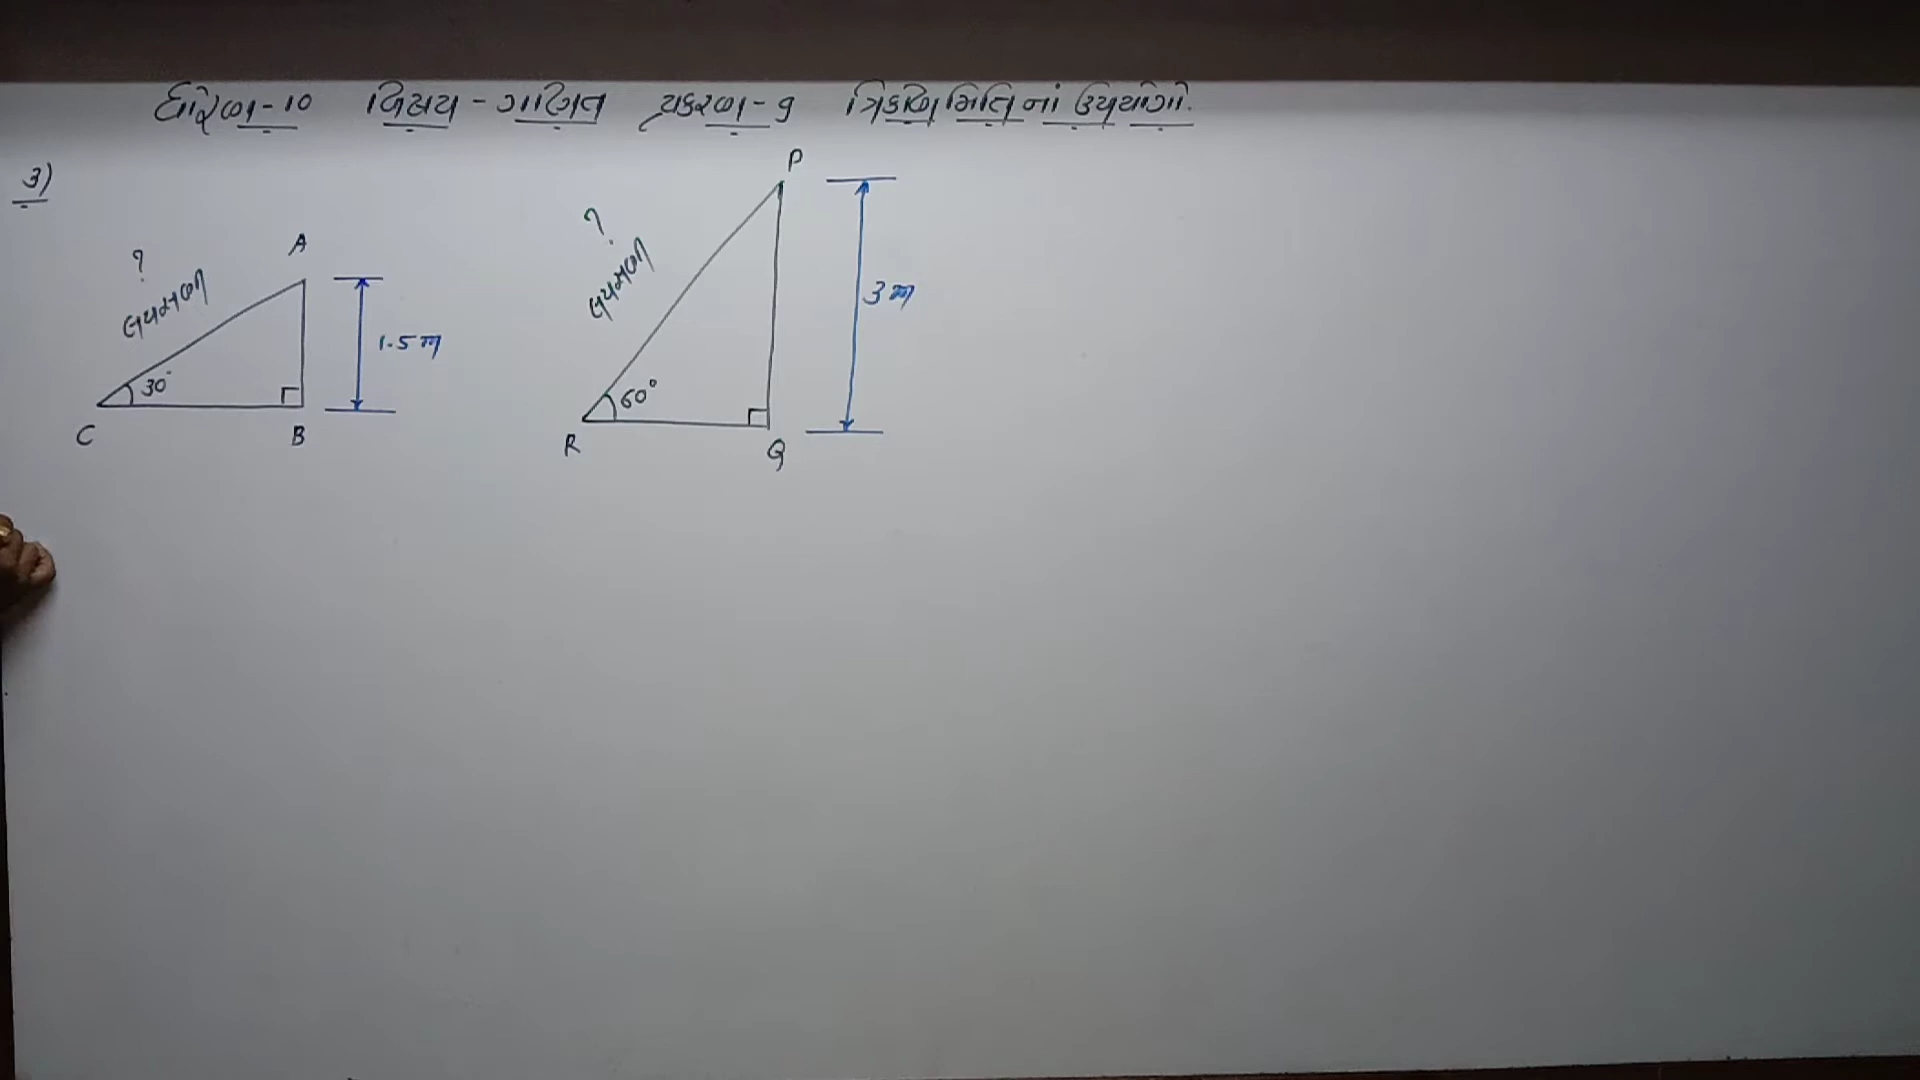 ધોરણ-10 વિષય - ગણિત પ્રકરણ-9 ત્રિકોણમિતિનાં ઉપયોગો.
3)
?
લપસણી
A
1.5 મ
30°
C
B
P
?
લપસણી
3 મ
60°
R
Q